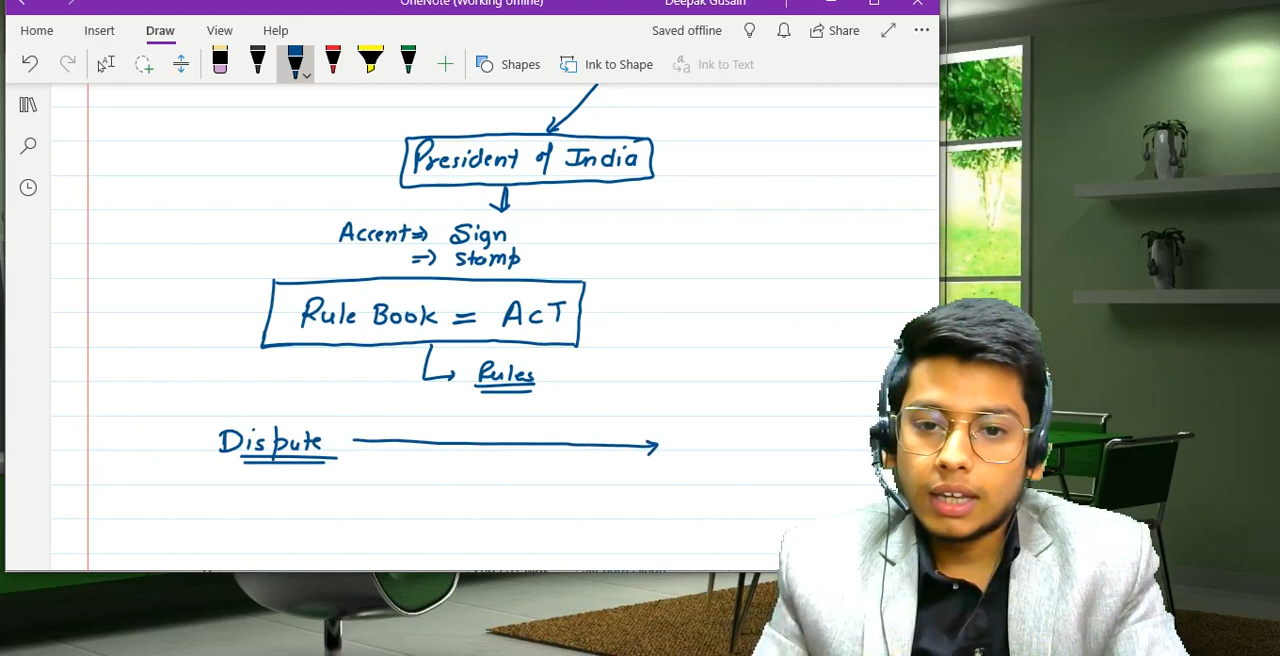 OneNote (Working offline)
Deepak Gusain
Home Insert Draw View Help
Saved offline
Share
Shapes
Ink to Shape
Ink to Text
President of India
Accent => Sign
=> Stamp
Rule Book = AcT
Rules
Dispute